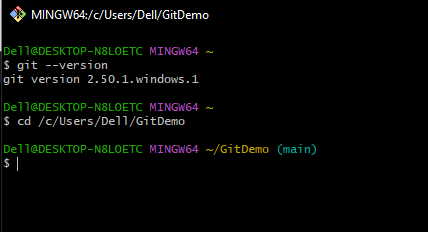 MINGW64:/c/Users/Dell/GitDemo
Dell@DESKTOP-N8LOETC MINGW64 ~
$ git --version
git version 2.50.1.windows.1
Dell@DESKTOP-N8LOETC MINGW64 ~
$ cd /c/Users/Dell/GitDemo
Dell@DESKTOP-N8LOETC MINGW64 ~/GitDemo (main)
$